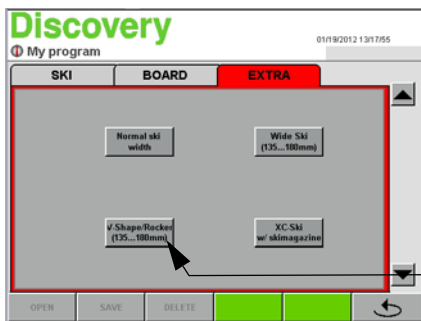 Discovery
My program
01/19/2012 13/17/55
SKI
BOARD
EXTRA
Normal ski
width
Wide Ski
(135...180mm)
V-Shape/Rocker
(135...180mm)
XC-Ski
w/ skimagazine
OPEN
SAVE
DELETE